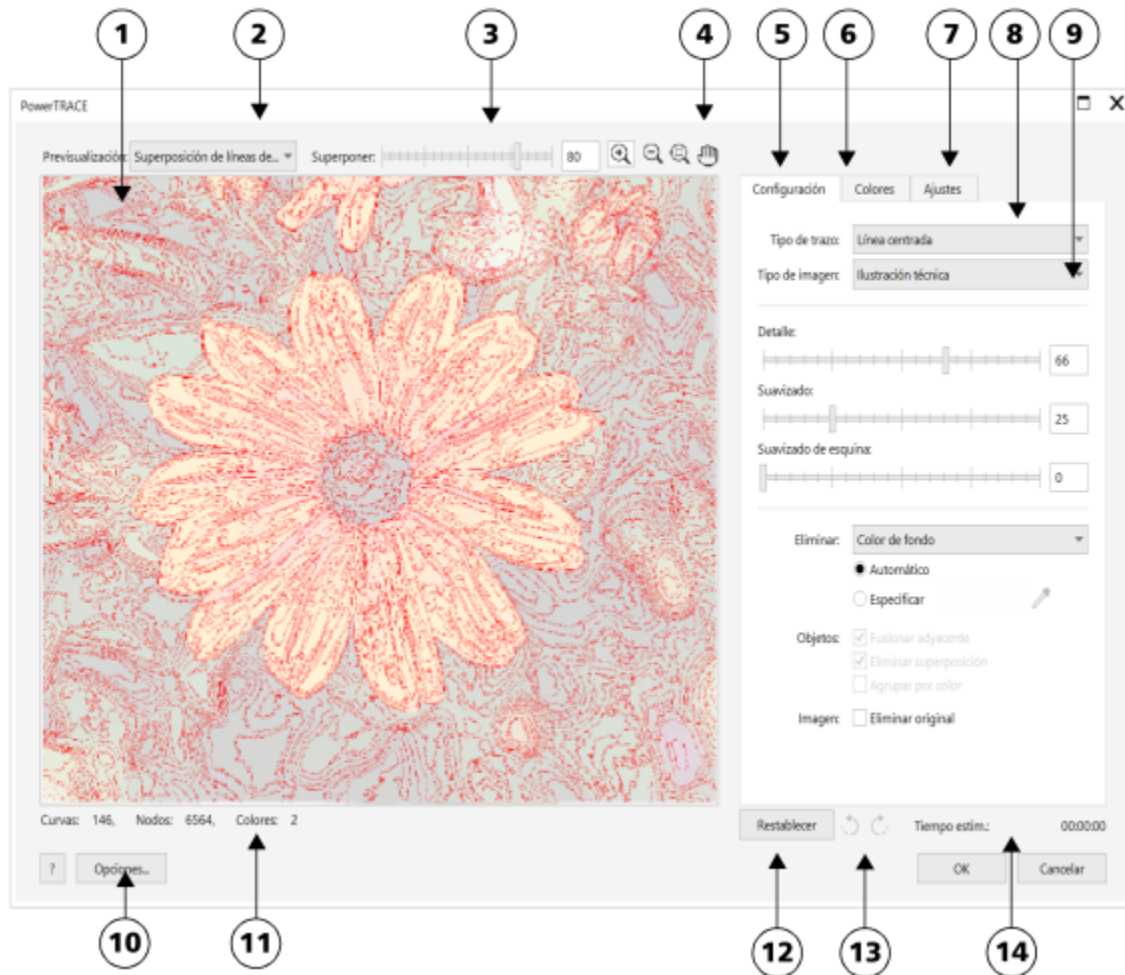 1 2 3 4 5 6 7 8 9
PowerTRACE
Previsualización: Superposición de líneas de... Superponer: 80
Configuración Colores Ajustes
Tipo de trazo: Línea centrada
Tipo de imagen: Ilustración técnica
Detalle:
66
Suavizado:
25
Suavizado de esquina:
0
Eliminar: Color de fondo
Automático
Especificar
Objetos: Fusionar adyacente
Eliminar superposición
Agrupar por color
Imagen: Eliminar original
Curvas: 146, Nodos: 6564, Colores: 2
Restablecer Tiempo estim.: 00:00:00
? Opciones... OK Cancelar
10 11 12 13 14